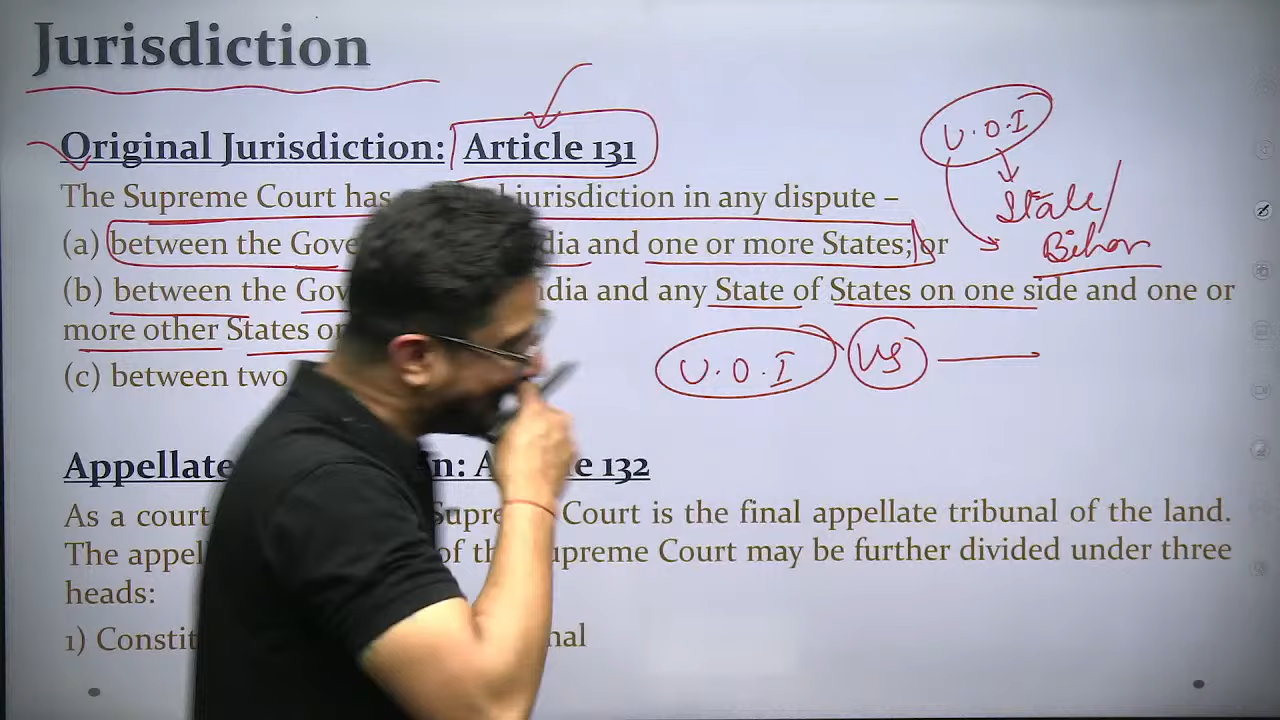 Jurisdiction
Original Jurisdiction: Article 131
The Supreme Court has jurisdiction in any dispute –
(a) between the Gove dia and one or more States; or
(b) between the Gov ndia and any State of States on one side and one or
more other States o
(c) between two
U.O.I
State/
Bihar
U.O.I VS
Appellate n: A e 132
As a court Supre Court is the final appellate tribunal of the land.
The appel of th upreme Court may be further divided under three
heads:
1) Constit nal